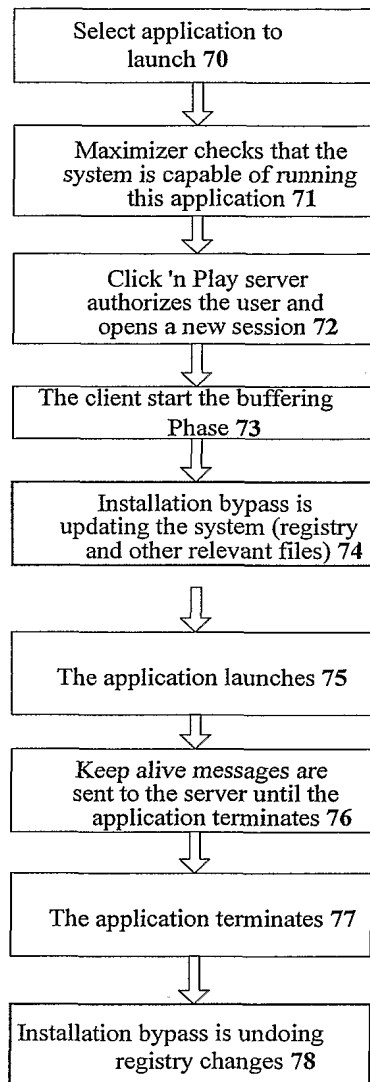 Select application to
launch 70
Maximizer checks that the
system is capable of running
this application 71
Click 'n Play server
authorizes the user and
opens a new session 72
The client start the buffering
Phase 73
Installation bypass is
updating the system (registry
and other relevant files) 74
The application launches 75
Keep alive messages are
sent to the server until the
application terminates 76
The application terminates 77
Installation bypass is undoing
registry changes 78